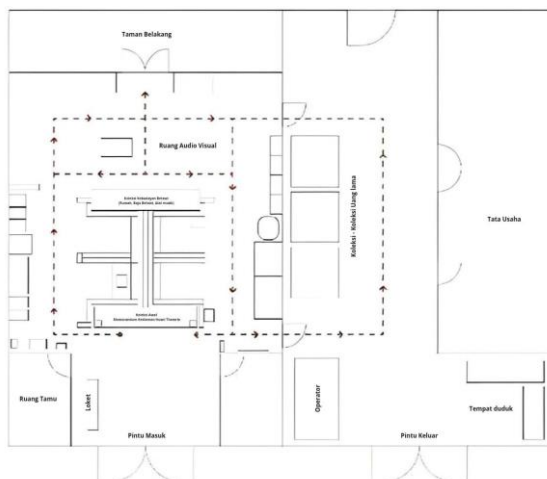 Taman Belakang
Ruang Audio Visual
Koleksi - Koleksi Uang lama
Tata Usaha
Ruang Tamu
Loket
Operator
Tempat duduk
Pintu Masuk
Pintu Keluar